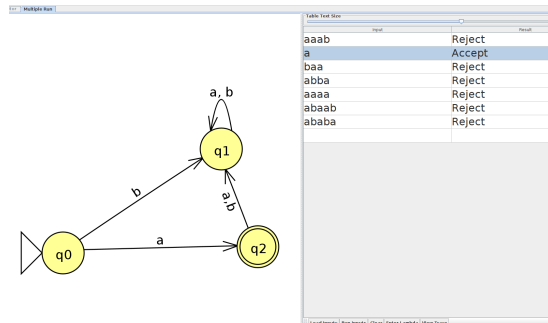 Multiple Run
Table Text Size
Input Result
aaab Reject
a Accept
baa Reject
abba Reject
aaaa Reject
abaab Reject
ababa Reject
a, b
q1
b
a,b
a
q0
q2